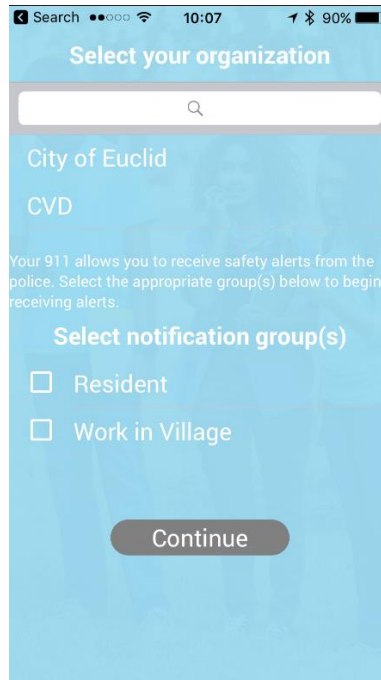 Search 10:07 90%
Select your organization
City of Euclid
CVD
Your 911 allows you to receive safety alerts from the
police. Select the appropriate group(s) below to begin
receiving alerts.
Select notification group(s)
Resident
Work in Village
Continue